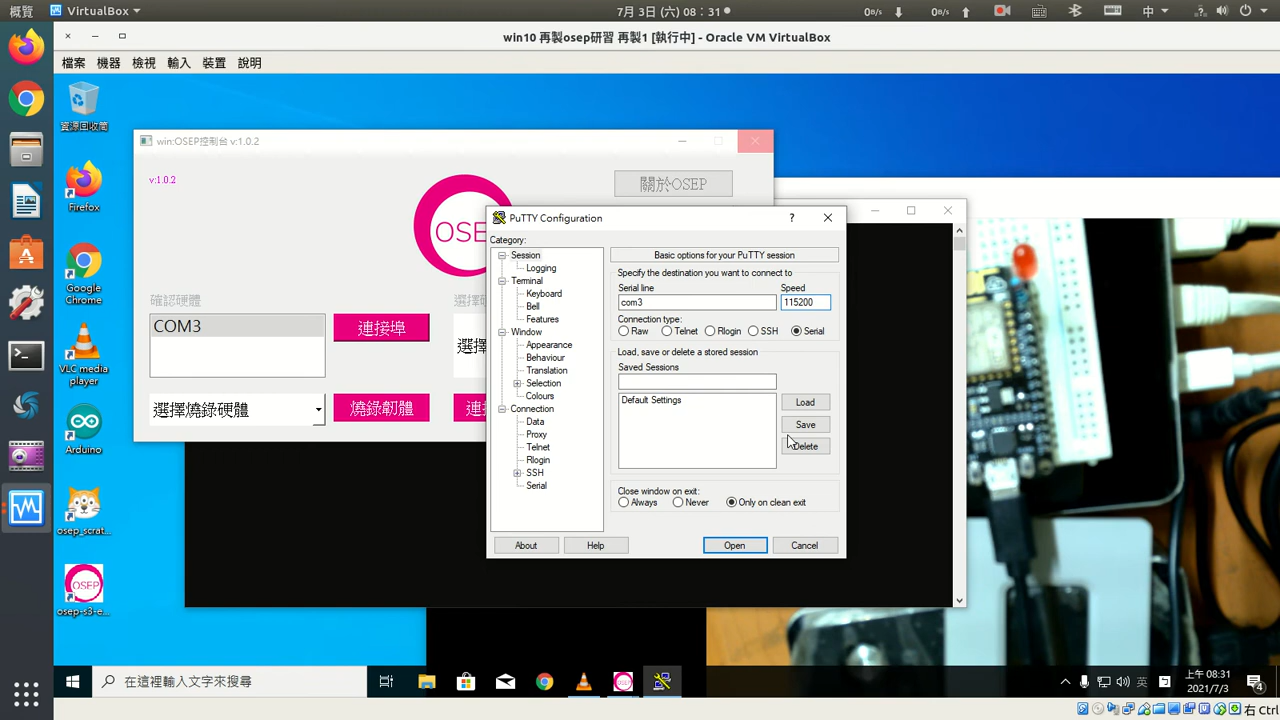 概覽 VirtualBox 7月 3日 (六) 08：31 0B/s 0B/s 中
win10 再製osep研習 再製1 [執行中] - Oracle VM VirtualBox
檔案 機器 檢視 輸入 裝置 說明
資源回收筒
Firefox
Google
Chrome
VLC media
player
Arduino
osep_scrat...
OSEP
osep-s3-e...
win:OSEP控制台 v:1.0.2
v:1.0.2
關於OSEP
確認硬體
COM3
連接埠
選擇燒錄硬體
燒錄韌體
PuTTY Configuration
Category:
Session
Logging
Terminal
Keyboard
Bell
Features
Window
Appearance
Behaviour
Translation
Selection
Colours
Connection
Data
Proxy
Telnet
Rlogin
SSH
Serial
Basic options for your PuTTY session
Specify the destination you want to connect to
Serial line Speed
com3 115200
Connection type:
Raw Telnet Rlogin SSH Serial
Load, save or delete a stored session
Saved Sessions
Default Settings
Load
Save
Delete
Close window on exit:
Always Never Only on clean exit
About Help Open Cancel
在這裡輸入文字來搜尋
英
上午 08:31
2021/7/3
4
右 Ctrl